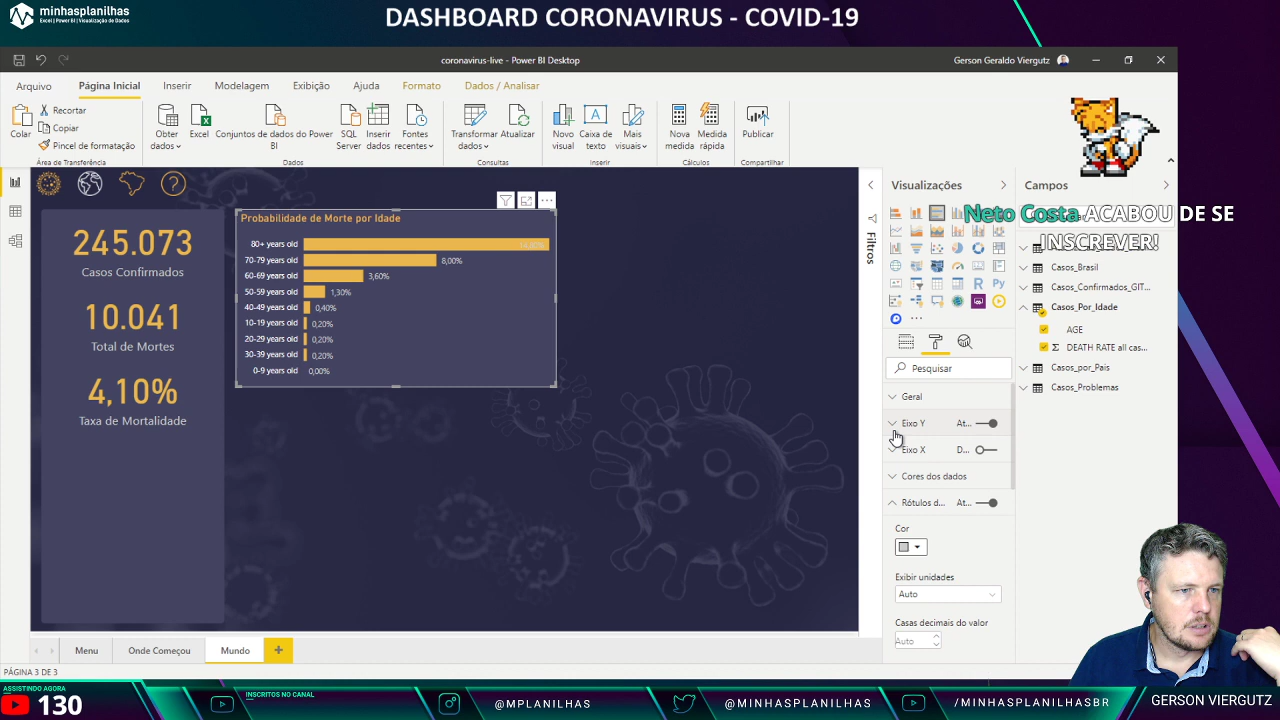 minhasplanilhas
Excel | Power BI | Visualização de Dados
DASHBOARD CORONAVIRUS - COVID-19
coronavirus-live - Power BI Desktop
Gerson Geraldo Viergutz
Arquivo
Página Inicial
Inserir
Modelagem
Exibição
Ajuda
Formato
Dados / Analisar
Colar
Recortar
Copiar
Pincel de formatação
Área de Transferência
Obter dados
Excel
Conjuntos de dados do Power BI
SQL Server
Inserir dados
Fontes recentes
Dados
Transformar dados
Atualizar
Consultas
Novo visual
Caixa de texto
Mais visuais
Inserir
Nova medida
Medida rápida
Cálculos
Publicar
Compartilhar
245.073
Casos Confirmados
10.041
Total de Mortes
4,10%
Taxa de Mortalidade
Probabilidade de Morte por Idade
80+ years old 14,80%
70-79 years old 8,00%
60-69 years old 3,60%
50-59 years old 1,30%
40-49 years old 0,40%
10-19 years old 0,20%
20-29 years old 0,20%
30-39 years old 0,20%
0-9 years old 0,00%
Filtros
Visualizações
R
Py
Pesquisar
Geral
Eixo Y At...
Eixo X D...
Cores dos dados
Rótulos d... At...
Cor
Exibir unidades
Auto
Casas decimais do valor
Auto
Campos
Neto Costa ACABOU DE SE
INSCREVER!
Casos_Brasil
Casos_Confirmados_GIT...
Casos_Por_Idade
AGE
Σ DEATH RATE all cas...
Casos_por_Pais
Casos_Problemas
Menu
Onde Começou
Mundo
PÁGINA 3 DE 3
ASSISTINDO AGORA
130
INSCRITOS NO CANAL
@MPLANILHAS
@MINHASPLANILHAS
/MINHASPLANILHASBR
GERSON VIERGUTZ